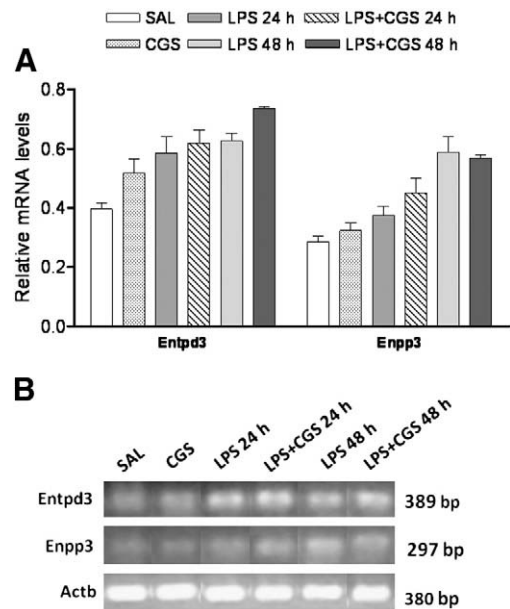 SAL LPS 24 h LPS+CGS 24 h
CGS LPS 48 h LPS+CGS 48 h
A
Relative mRNA levels
0.8
0.6
0.4
0.2
0.0
Entpd3 Enpp3
B
SAL CGS LPS 24 h LPS+CGS 24 h LPS 48 h LPS+CGS 48 h
Entpd3 389 bp
Enpp3 297 bp
Actb 380 bp